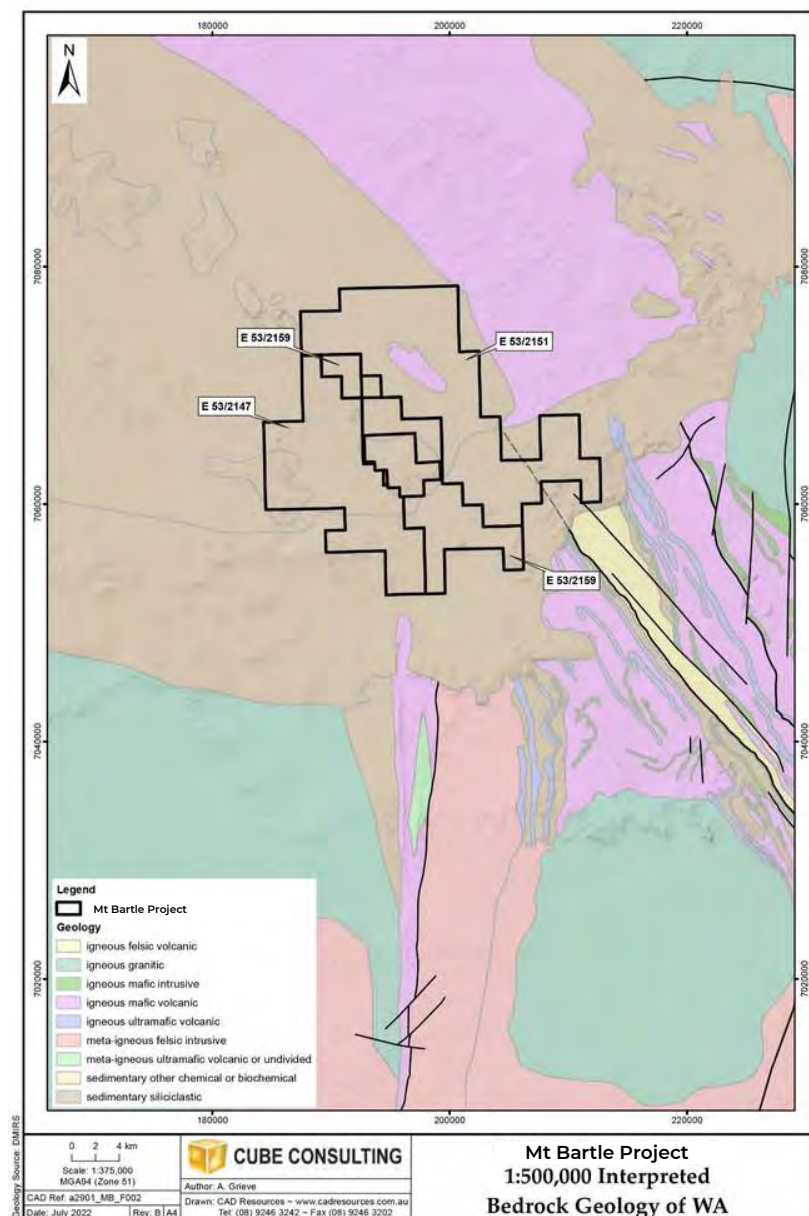 180000
200000
220000
N
7080000
7080000
E 53/2159
E 53/2151
E 53/2147
7060000
7060000
E 53/2159
7040000
7040000
Legend
Mt Bartle Project
Geology
igneous felsic volcanic
igneous granitic
igneous mafic intrusive
igneous mafic volcanic
igneous ultramafic volcanic
meta-igneous felsic intrusive
meta-igneous ultramafic volcanic or undivided
sedimentary other chemical or biochemical
sedimentary siliciclastic
7020000
7020000
180000
200000
220000
Geology Source: DMIRS
0 2 4 km
Scale: 1:375,000
MGA94 (Zone 51)
CAD Ref: a2901_MB_F002
Date: July 2022
Rev: B
A4
CUBE CONSULTING
Author: A. Grieve
Drawn: CAD Resources ~ www.cadresources.com.au
Tel: (08) 9246 3242 ~ Fax (08) 9246 3202
Mt Bartle Project
1:500,000 Interpreted
Bedrock Geology of WA